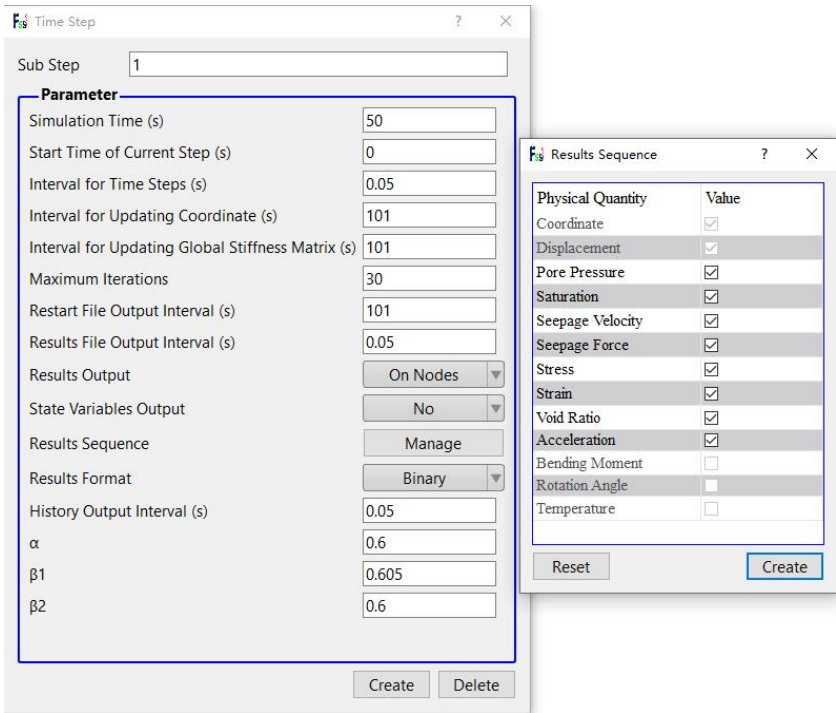 Fssi Time Step ? ×
Sub Step 1
Parameter
Simulation Time (s) 50
Start Time of Current Step (s) 0
Interval for Time Steps (s) 0.05
Interval for Updating Coordinate (s) 101
Interval for Updating Global Stiffness Matrix (s) 101
Maximum Iterations 30
Restart File Output Interval (s) 101
Results File Output Interval (s) 0.05
Results Output On Nodes
State Variables Output No
Results Sequence Manage
Results Format Binary
History Output Interval (s) 0.05
α 0.6
β1 0.605
β2 0.6
Create Delete
Fssi Results Sequence ? ×
Physical Quantity Value
Coordinate
Displacement
Pore Pressure
Saturation
Seepage Velocity
Seepage Force
Stress
Strain
Void Ratio
Acceleration
Bending Moment
Rotation Angle
Temperature
Reset Create